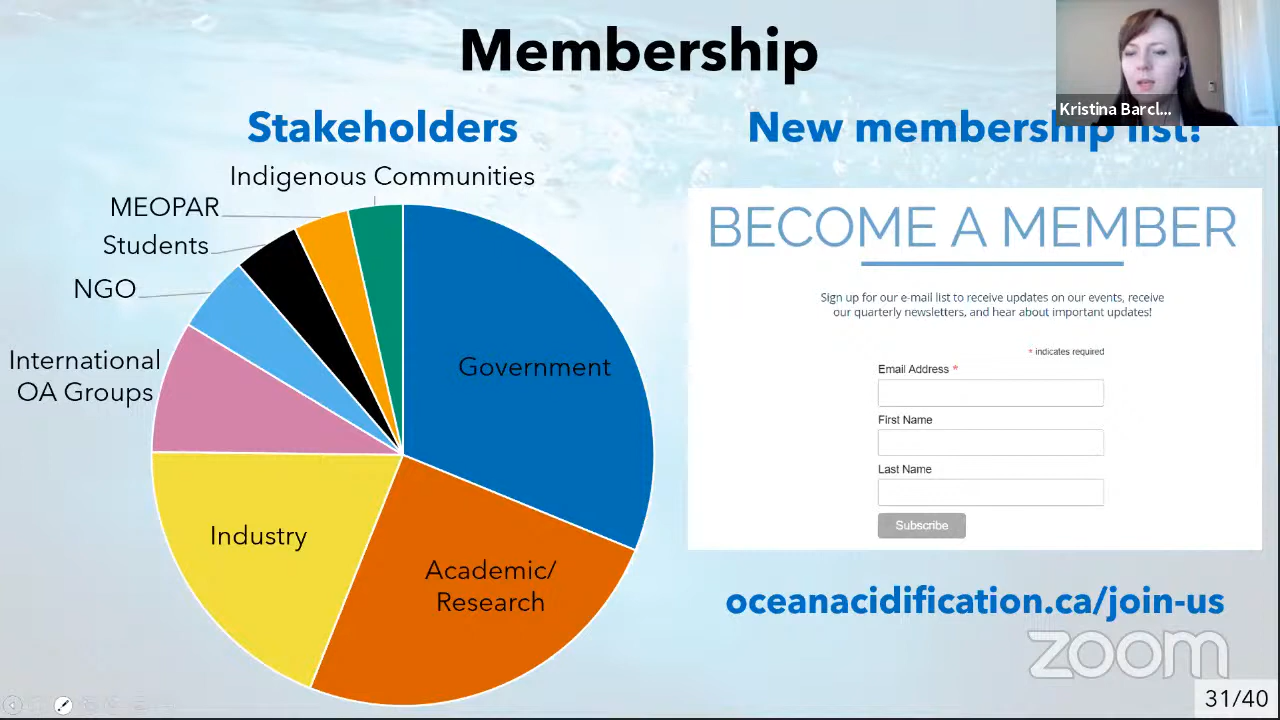 Membership
Kristina Barcl...
Stakeholders
New membership list!
Indigenous Communities
MEOPAR
Students
NGO
International
OA Groups
Government
Industry
Academic/
Research
BECOME A MEMBER
Sign up for our e-mail list to receive updates on our events, receive
our quarterly newsletters, and hear about important updates!
* indicates required
Email Address *
First Name
Last Name
Subscribe
oceanacidification.ca/join-us
zoom
31/40